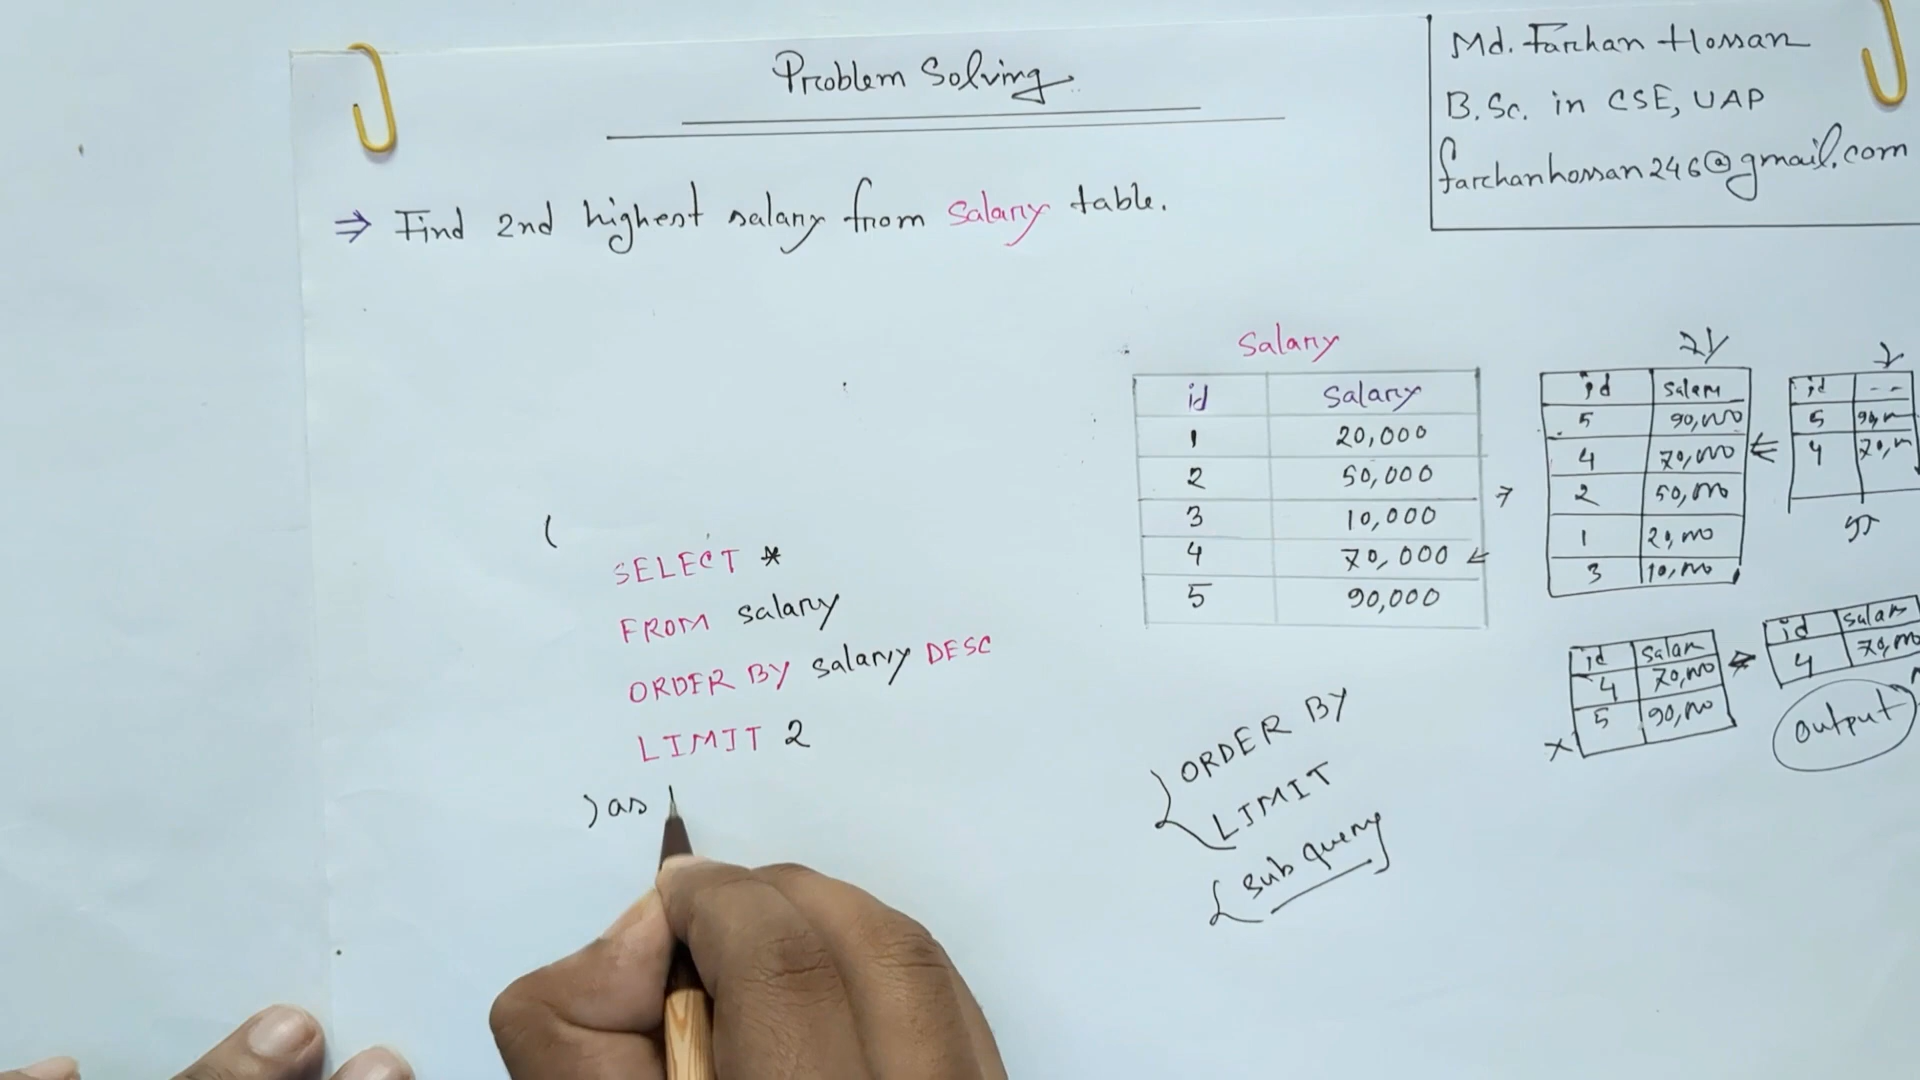 Problem Solving
Md. Farhan Hossan
B.Sc. in CSE, UAP
farhanhossan246@gmail.com
⇒ Find 2nd highest salary from Salary table.
(
SELECT *
FROM salary
ORDER BY salary DESC
LIMIT 2
) as
Salary
id Salary
1 20,000
2 50,000
3 10,000
4 70,000
5 90,000
id Salary
5 90,000
4 70,000
2 50,000
1 20,000
3 10,000
id --
5
4
id Salary
4 70,000
5 90,000
id Salary
4 70,000
output
ORDER BY
LIMIT
Sub query